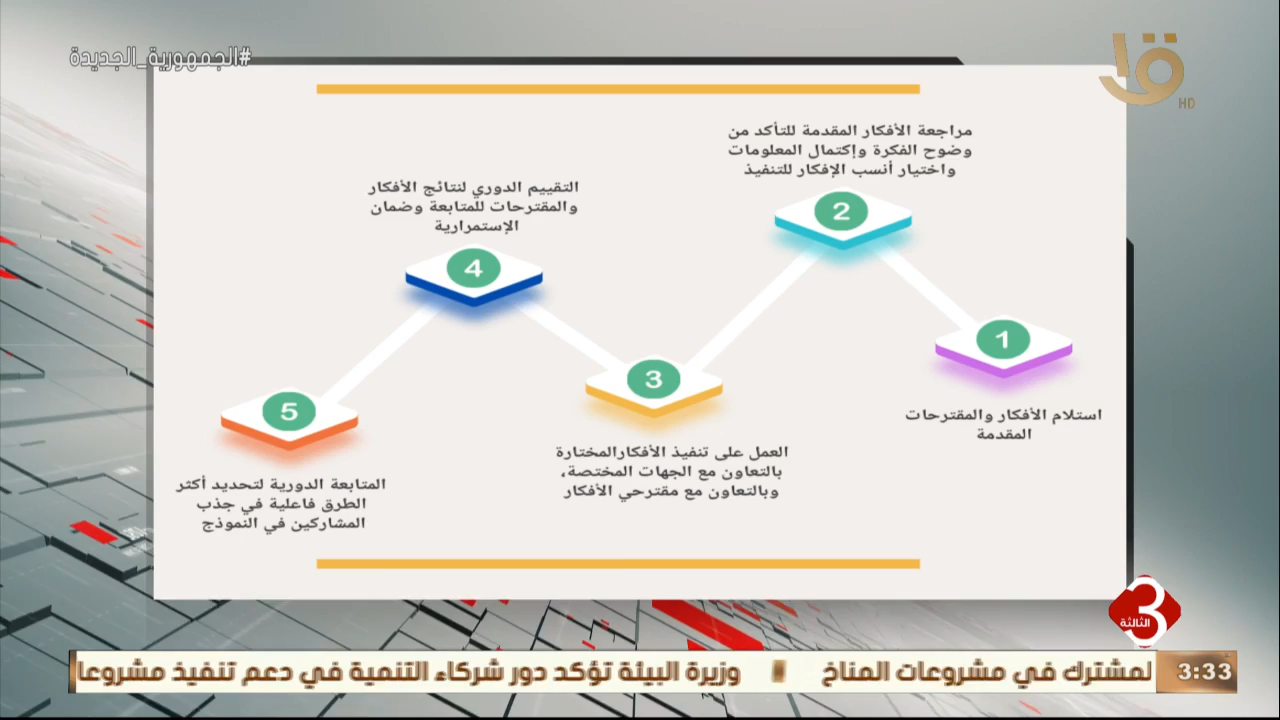 #الجمهورية_الجديدة
HD
1
استلام الأفكار والمقترحات
المقدمة
2
مراجعة الأفكار المقدمة للتأكد من
وضوح الفكرة وإكتمال المعلومات
واختيار أنسب الإفكار للتنفيذ
3
العمل على تنفيذ الأفكارالمختارة
بالتعاون مع الجهات المختصة،
وبالتعاون مع مقترحي الأفكار
4
التقييم الدوري لنتائج الأفكار
والمقترحات للمتابعة وضمان
الإستمرارية
5
المتابعة الدورية لتحديد أكثر
الطرق فاعلية في جذب
المشاركين في النموذج
3
الثالثة
3:33
لمشترك في مشروعات المناخ وزيرة البيئة تؤكد دور شركاء التنمية في دعم تنفيذ مشروعا